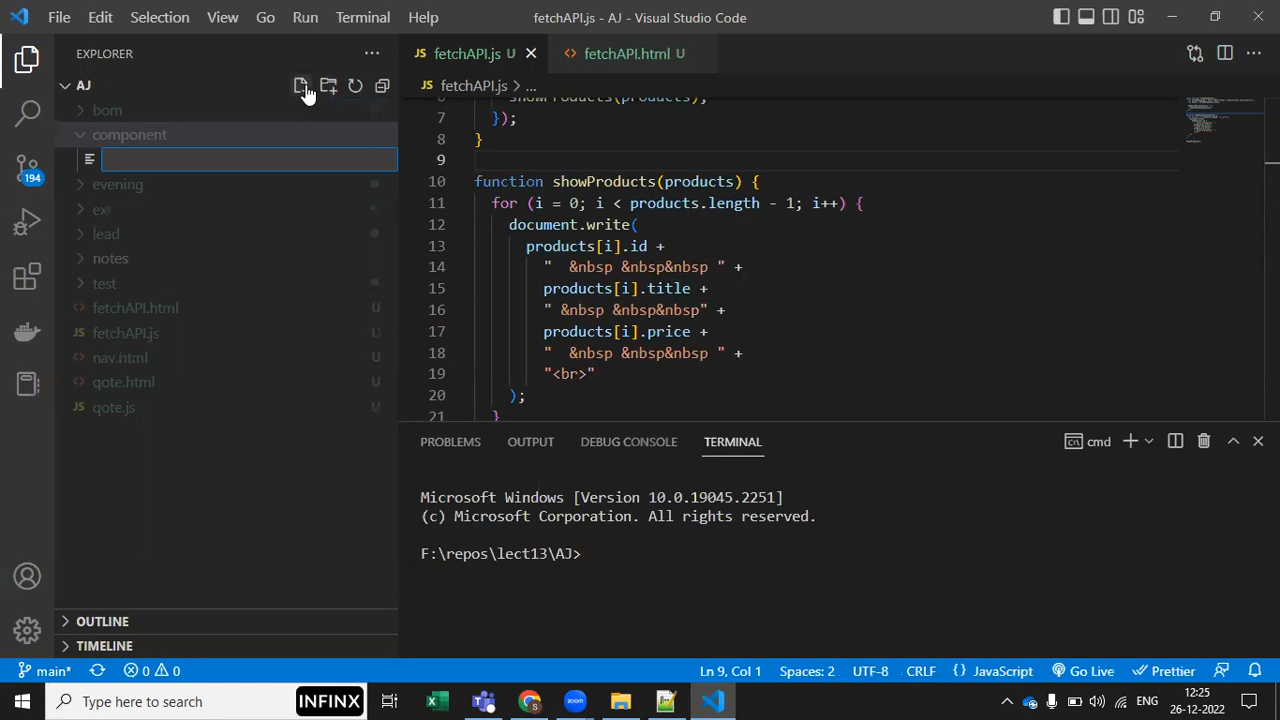 File Edit Selection View Go Run Terminal Help
fetchAPI.js - AJ - Visual Studio Code
EXPLORER
AJ
bom
component
evening
exr
lead
notes
test
fetchAPI.html U
fetchAPI.js U
nav.html U
qote.html U
qote.js U
OUTLINE
TIMELINE
194
JS fetchAPI.js U
fetchAPI.html U
JS fetchAPI.js > ...
6 showProducts(products);
7 });
8 }
9
10 function showProducts(products) {
11 for (i = 0; i < products.length - 1; i++) {
12 document.write(
13 products[i].id +
14 "  &nbsp &nbsp&nbsp " +
15 products[i].title +
16 " &nbsp &nbsp&nbsp" +
17 products[i].price +
18 "  &nbsp &nbsp&nbsp " +
19 "<br>"
20 );
21 }
PROBLEMS OUTPUT DEBUG CONSOLE TERMINAL
cmd
Microsoft Windows [Version 10.0.19045.2251]
(c) Microsoft Corporation. All rights reserved.
F:\repos\lect13\AJ>
main* 0 0
Ln 9, Col 1 Spaces: 2 UTF-8 CRLF {} JavaScript Go Live Prettier
Type here to search
INFINX
ENG
12:25
26-12-2022